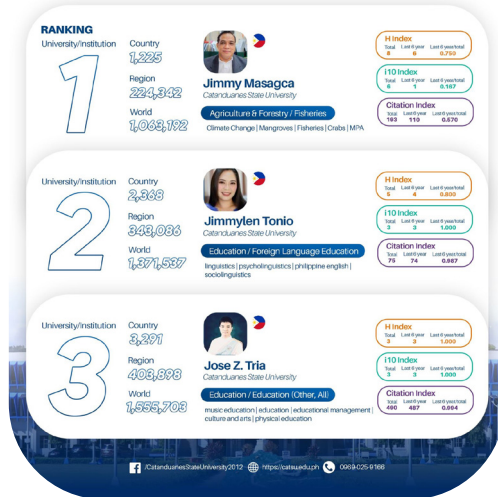 RANKING
University/Institution
1
Country
1,225
Region
224,342
World
1,063,192
Jimmy Masagca
Catanduanes State University
Agriculture & Forestry / Fisheries
Climate Change | Mangroves | Fisheries | Crabs | MPA
H Index
Total Last 6 year Last 6 year/total
8 6 0.750
i10 Index
Total Last 6 year Last 6 year/total
6 1 0.167
Citation Index
Total Last 6 year Last 6 year/total
193 110 0.570
University/Institution
2
Country
2,368
Region
343,086
World
1,371,537
Jimmylen Tonio
Catanduanes State University
Education / Foreign Language Education
linguistics | psycholinguistics | philippine english |
sociolinguistics
H Index
Total Last 6 year Last 6 year/total
5 4 0.800
i10 Index
Total Last 6 year Last 6 year/total
3 3 1.000
Citation Index
Total Last 6 year Last 6 year/total
75 74 0.987
University/Institution
3
Country
3,291
Region
403,898
World
1,555,703
Jose Z. Tria
Catanduanes State University
Education / Education (Other, All)
music education | education | educational management |
culture and arts | physical education
H Index
Total Last 6 year Last 6 year/total
3 3 1.000
i10 Index
Total Last 6 year Last 6 year/total
3 3 1.000
Citation Index
Total Last 6 year Last 6 year/total
490 487 0.994
/CatanduanesStateUniversity2012 https://catsu.edu.ph 0969-025-9166